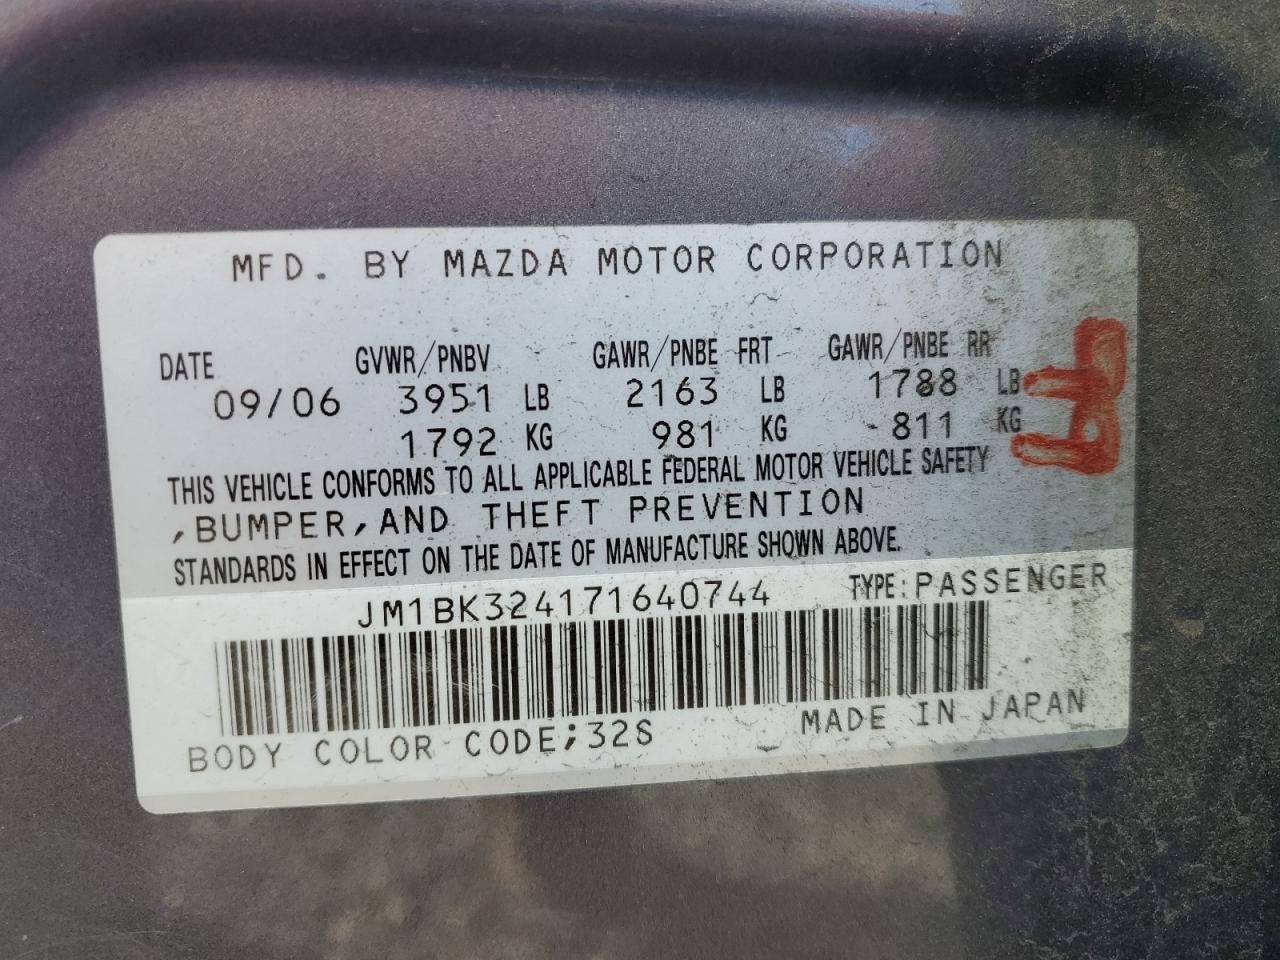 MFD. BY MAZDA MOTOR CORPORATION
DATE GVWR/PNBV GAWR/PNBE FRT GAWR/PNBE RR
09/06 3951 LB 2163 LB 1788 LB
1792 KG 981 KG 811 KG
THIS VEHICLE CONFORMS TO ALL APPLICABLE FEDERAL MOTOR VEHICLE SAFETY
,BUMPER,AND THEFT PREVENTION
STANDARDS IN EFFECT ON THE DATE OF MANUFACTURE SHOWN ABOVE.
JM1BK324171640744 TYPE:PASSENGER
BODY COLOR CODE;32S MADE IN JAPAN